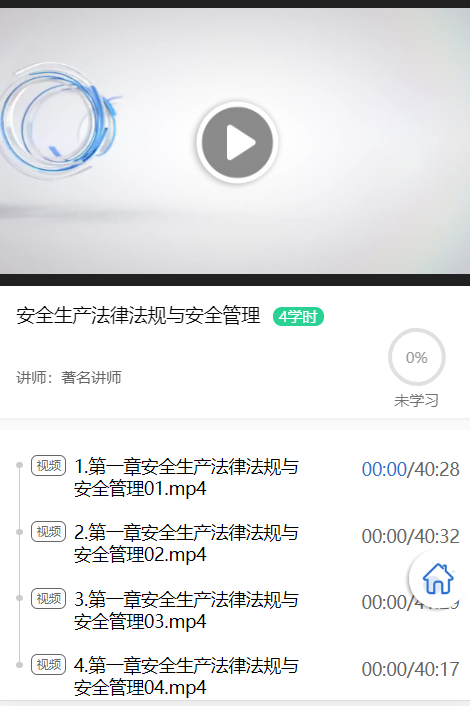 安全生产法律法规与安全管理 4学时
0%
讲师：著名讲师
未学习
视频 1.第一章安全生产法律法规与 00:00/40:28
安全管理01.mp4
视频 2.第一章安全生产法律法规与 00:00/40:32
安全管理02.mp4
视频 3.第一章安全生产法律法规与 00:00/
安全管理03.mp4
视频 4.第一章安全生产法律法规与 00:00/40:17
安全管理04.mp4